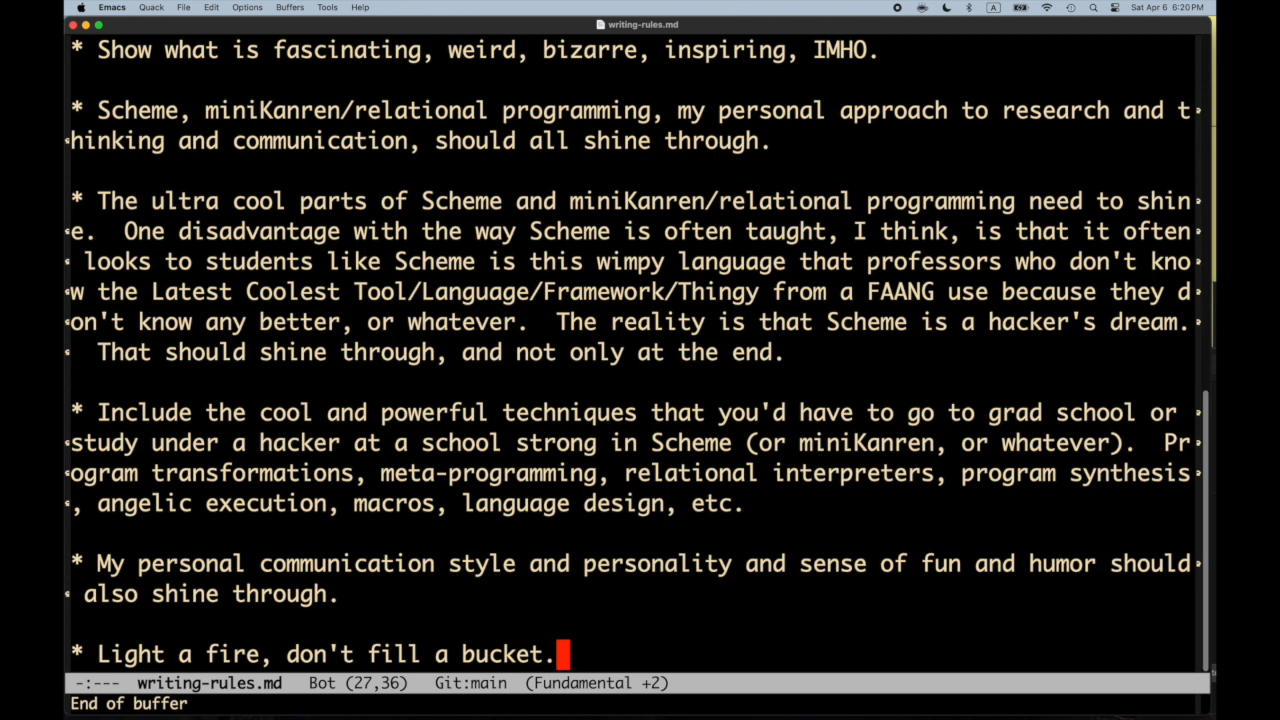 Emacs Quack File Edit Options Buffers Tools Help A Sat Apr 6 6:20 PM
writing-rules.md
* Show what is fascinating, weird, bizarre, inspiring, IMHO.
* Scheme, miniKanren/relational programming, my personal approach to research and t
hinking and communication, should all shine through.
* The ultra cool parts of Scheme and miniKanren/relational programming need to shin
e.  One disadvantage with the way Scheme is often taught, I think, is that it often
 looks to students like Scheme is this wimpy language that professors who don't kno
w the Latest Coolest Tool/Language/Framework/Thingy from a FAANG use because they d
on't know any better, or whatever.  The reality is that Scheme is a hacker's dream.
  That should shine through, and not only at the end.
* Include the cool and powerful techniques that you'd have to go to grad school or
study under a hacker at a school strong in Scheme (or miniKanren, or whatever).  Pr
ogram transformations, meta-programming, relational interpreters, program synthesis
, angelic execution, macros, language design, etc.
* My personal communication style and personality and sense of fun and humor should
 also shine through.
* Light a fire, don't fill a bucket.
-:--- writing-rules.md Bot (27,36) Git:main (Fundamental +2)
End of buffer